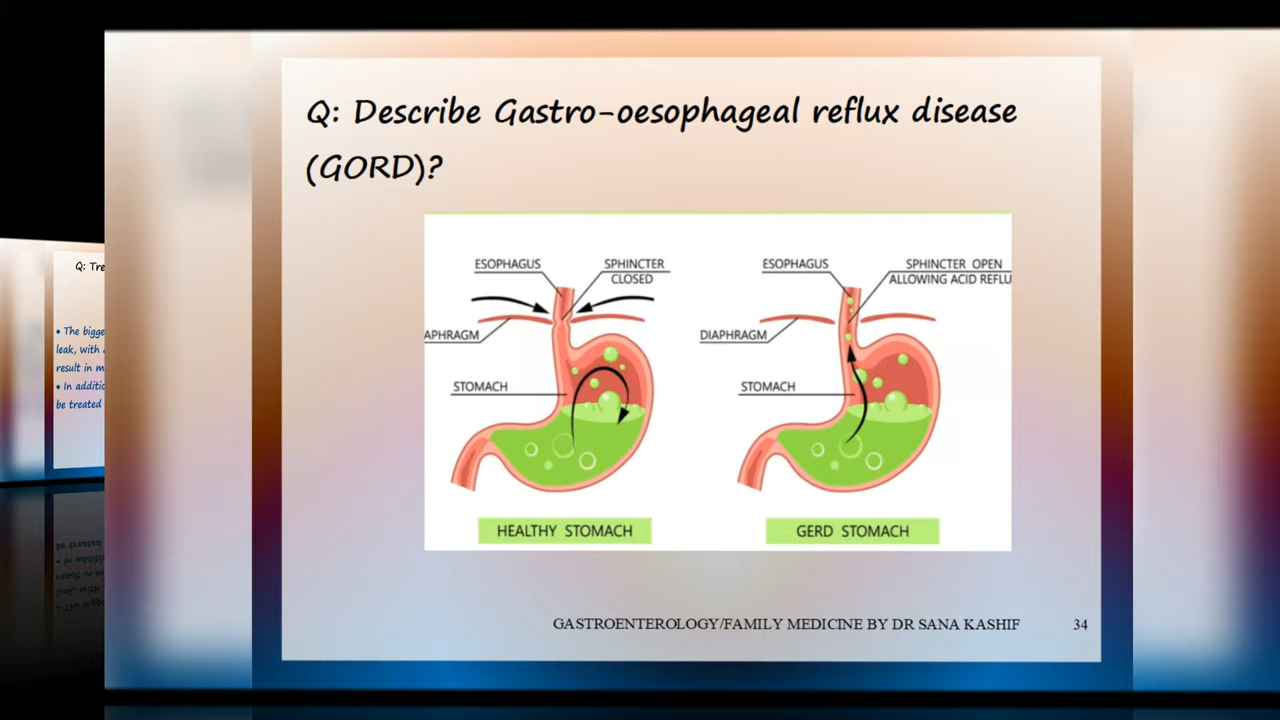 Q: Describe Gastro-oesophageal reflux disease
(GORD)?
ESOPHAGUS
SPHINCTER
CLOSED
APHRAGM
STOMACH
HEALTHY STOMACH
ESOPHAGUS
SPHINCTER OPEN
ALLOWING ACID REFLU
DIAPHRAGM
STOMACH
GERD STOMACH
GASTROENTEROLOGY/FAMILY MEDICINE BY DR SANA KASHIF 34
Q: Tre
• The bigge
leak, with
result in m
• In additio
be treated